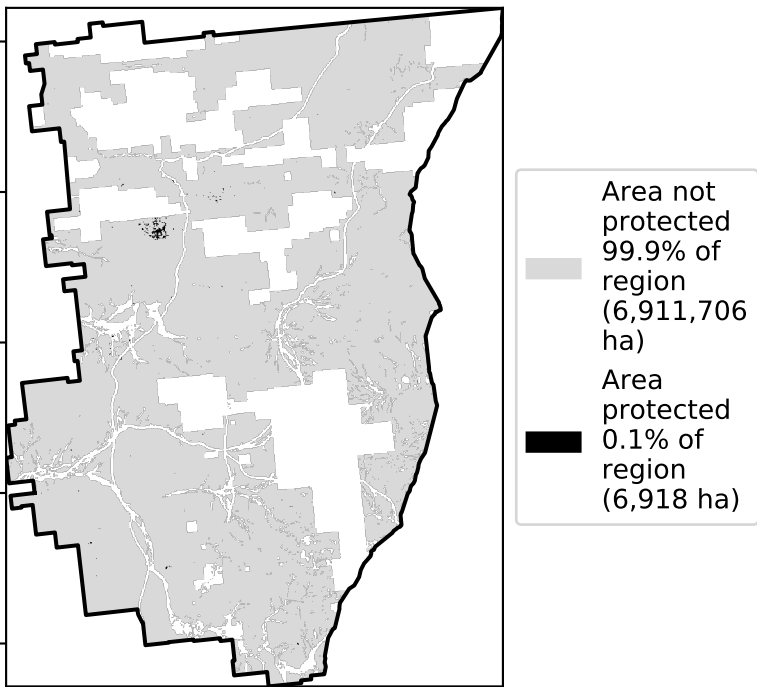 Area not
protected
99.9% of
region
(6,911,706
ha)
Area
protected
0.1% of
region
(6,918 ha)